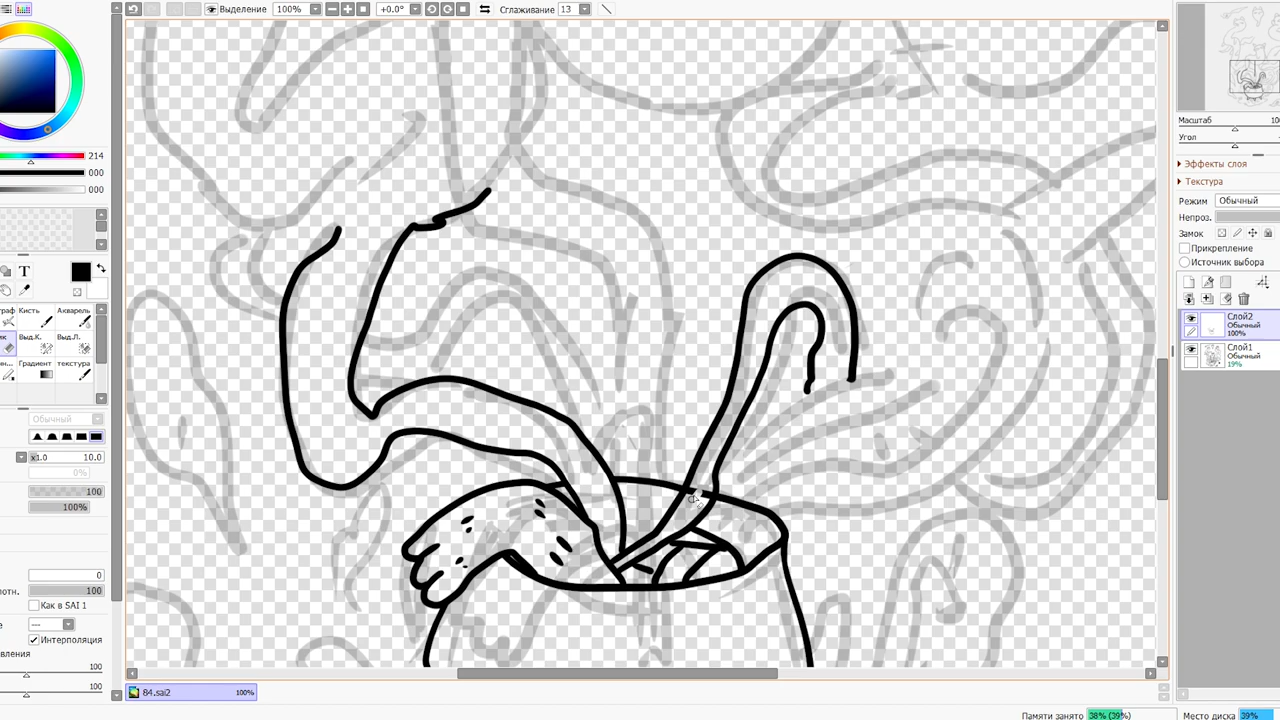 Выделение 100% +0.0° Сглаживание 13
Масштаб 10
Угол
214
000
000
Эффекты слоя
Текстура
Режим Обычный
Непроз.
Замок
Прикрепление
Источник выбора
T
Кисть Акварель
Выд.К. Выд.Л.
Градиент текстура
Слой2
Обычный
100%
Слой1
Обычный
19%
Обычный
x1.0 10.0
0%
100
100%
0
100
Как в SAI 1
---
Интерполяция
100
100
84.sai2 100%
Памяти занято 38% (39%) Место диска 39%